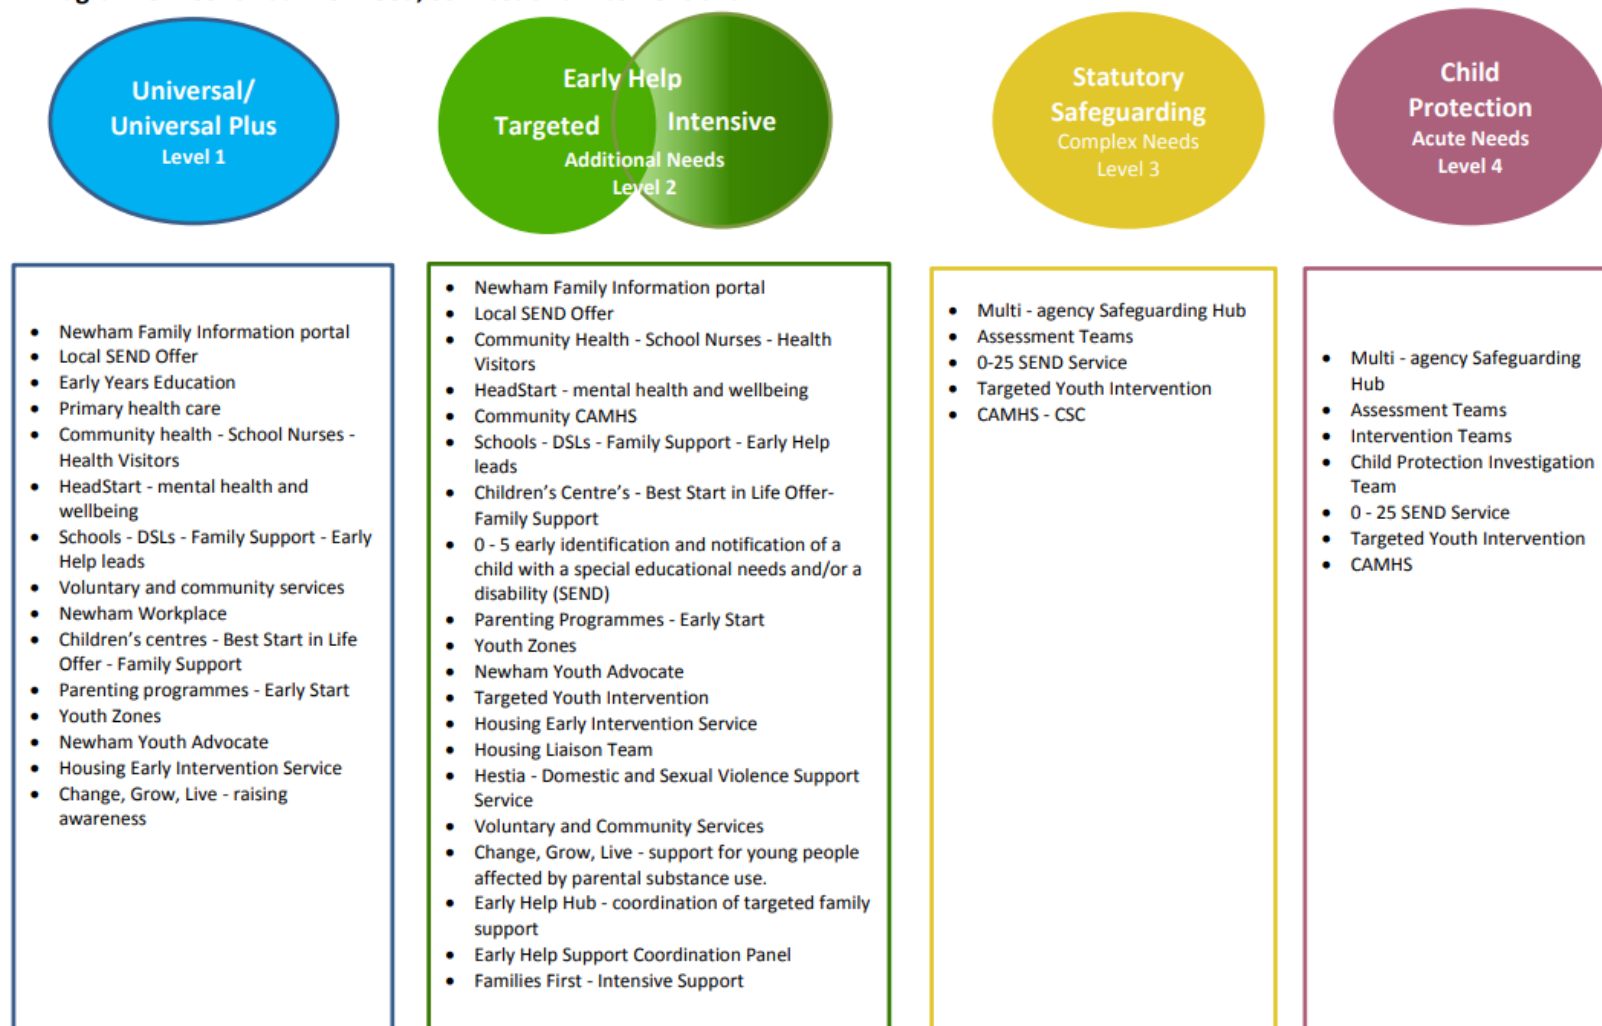 Universal/
Universal Plus
Level 1
Early Help
Targeted
Intensive
Additional Needs
Level 2
Statutory
Safeguarding
Complex Needs
Level 3
Child
Protection
Acute Needs
Level 4
• Newham Family Information portal
• Local SEND Offer
• Early Years Education
• Primary health care
• Community health - School Nurses -
Health Visitors
• HeadStart - mental health and
wellbeing
• Schools - DSLs - Family Support - Early
Help leads
• Voluntary and community services
• Newham Workplace
• Children’s centres - Best Start in Life
Offer - Family Support
• Parenting programmes - Early Start
• Youth Zones
• Newham Youth Advocate
• Housing Early Intervention Service
• Change, Grow, Live - raising
awareness
• Newham Family Information portal
• Local SEND Offer
• Community Health - School Nurses - Health
Visitors
• HeadStart - mental health and wellbeing
• Community CAMHS
• Schools - DSLs - Family Support - Early Help
leads
• Children’s Centre’s - Best Start in Life Offer-
Family Support
• 0 - 5 early identification and notification of a
child with a special educational needs and/or a
disability (SEND)
• Parenting Programmes - Early Start
• Youth Zones
• Newham Youth Advocate
• Targeted Youth Intervention
• Housing Early Intervention Service
• Housing Liaison Team
• Hestia - Domestic and Sexual Violence Support
Service
• Voluntary and Community Services
• Change, Grow, Live - support for young people
affected by parental substance use.
• Early Help Hub - coordination of targeted family
support
• Early Help Support Coordination Panel
• Families First - Intensive Support
• Multi - agency Safeguarding Hub
• Assessment Teams
• 0-25 SEND Service
• Targeted Youth Intervention
• CAMHS - CSC
• Multi - agency Safeguarding
Hub
• Assessment Teams
• Intervention Teams
• Child Protection Investigation
Team
• 0 - 25 SEND Service
• Targeted Youth Intervention
• CAMHS